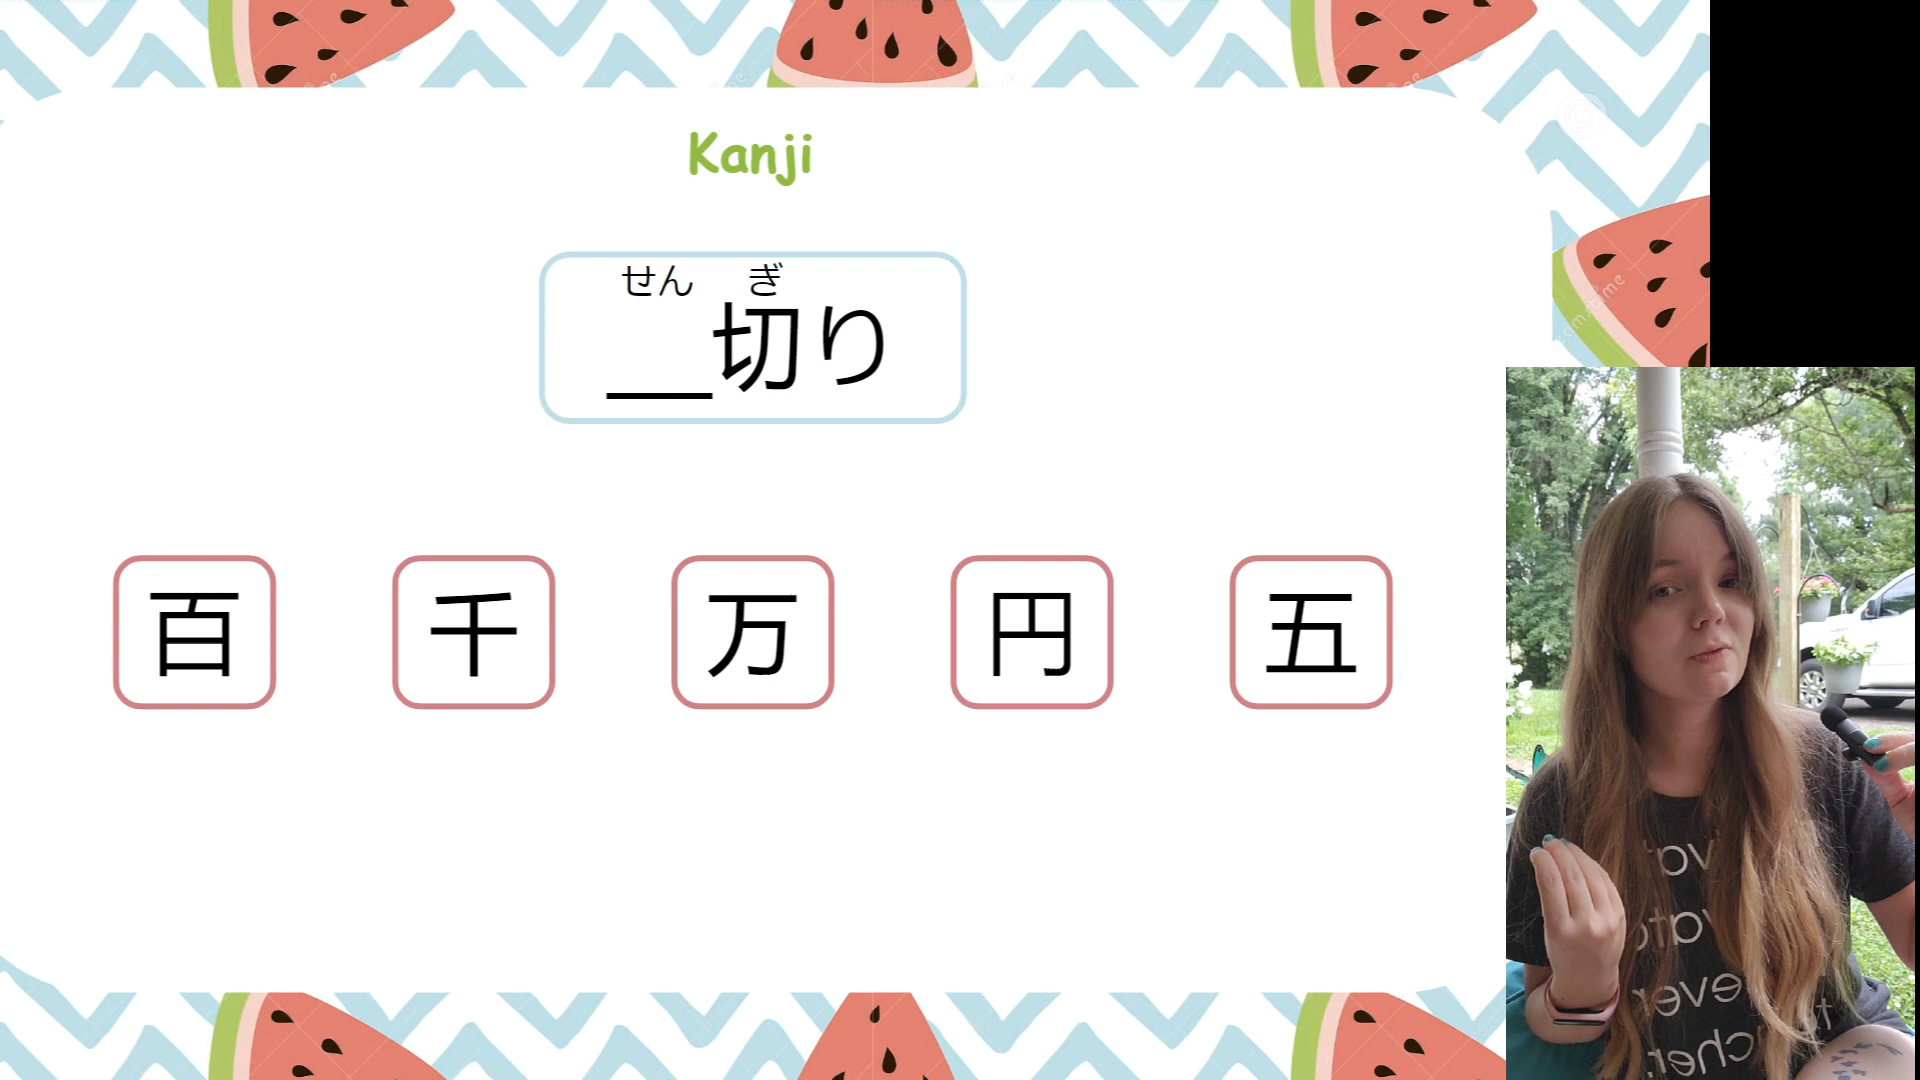 Kanji
せん ぎ
__切り
百 千 万 円 五